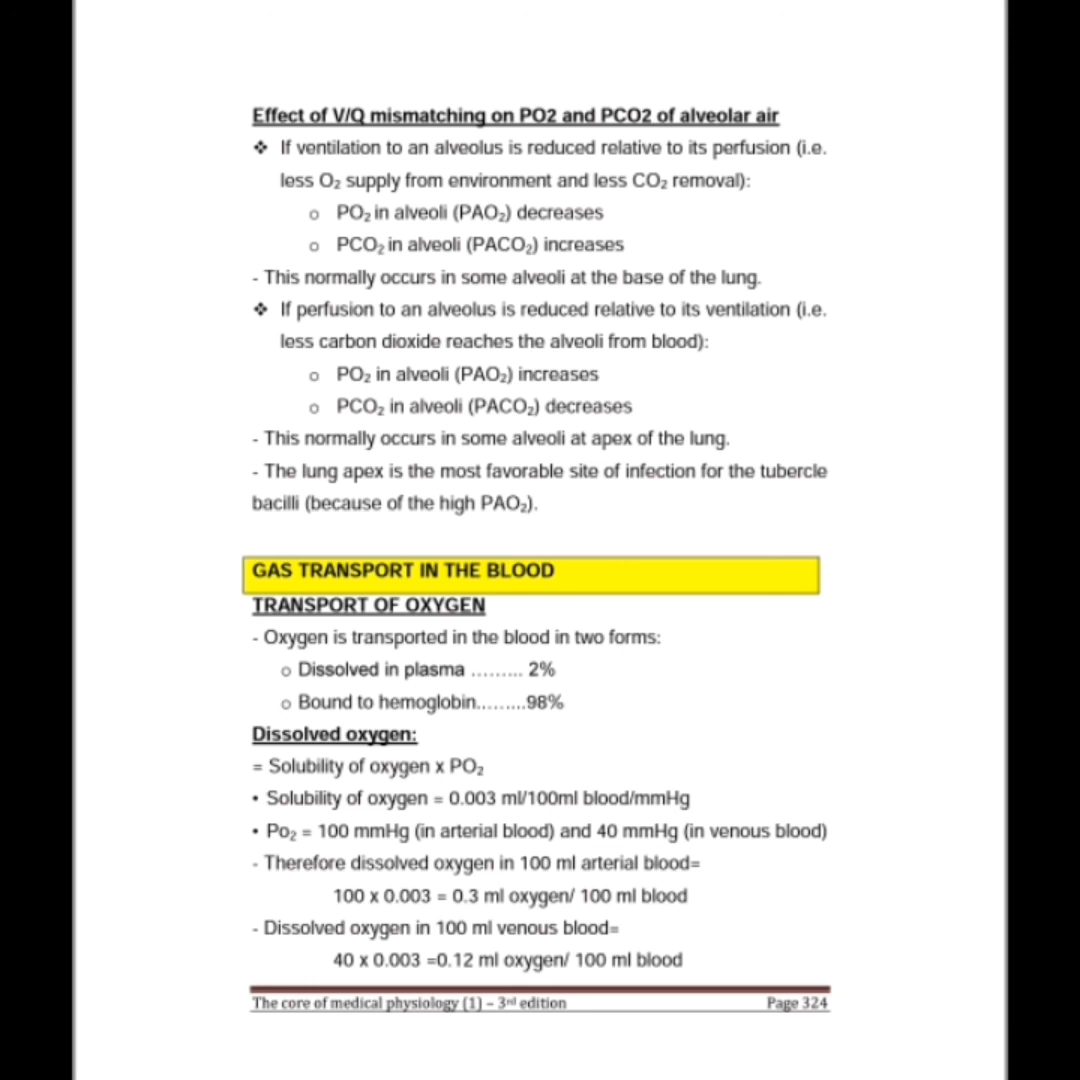 Effect of V/Q mismatching on PO2 and PCO2 of alveolar air
❖ If ventilation to an alveolus is reduced relative to its perfusion (i.e.
less O₂ supply from environment and less CO₂ removal):
o PO₂ in alveoli (PAO₂) decreases
o PCO₂ in alveoli (PACO₂) increases
- This normally occurs in some alveoli at the base of the lung.
❖ If perfusion to an alveolus is reduced relative to its ventilation (i.e.
less carbon dioxide reaches the alveoli from blood):
o PO₂ in alveoli (PAO₂) increases
o PCO₂ in alveoli (PACO₂) decreases
- This normally occurs in some alveoli at apex of the lung.
- The lung apex is the most favorable site of infection for the tubercle
bacilli (because of the high PAO₂).
GAS TRANSPORT IN THE BLOOD
TRANSPORT OF OXYGEN
- Oxygen is transported in the blood in two forms:
o Dissolved in plasma ......... 2%
o Bound to hemoglobin.........98%
Dissolved oxygen:
= Solubility of oxygen x PO₂
• Solubility of oxygen = 0.003 ml/100ml blood/mmHg
• Po₂ = 100 mmHg (in arterial blood) and 40 mmHg (in venous blood)
- Therefore dissolved oxygen in 100 ml arterial blood=
100 x 0.003 = 0.3 ml oxygen/ 100 ml blood
- Dissolved oxygen in 100 ml venous blood=
40 x 0.003 =0.12 ml oxygen/ 100 ml blood
The core of medical physiology (1) – 3rd edition Page 324